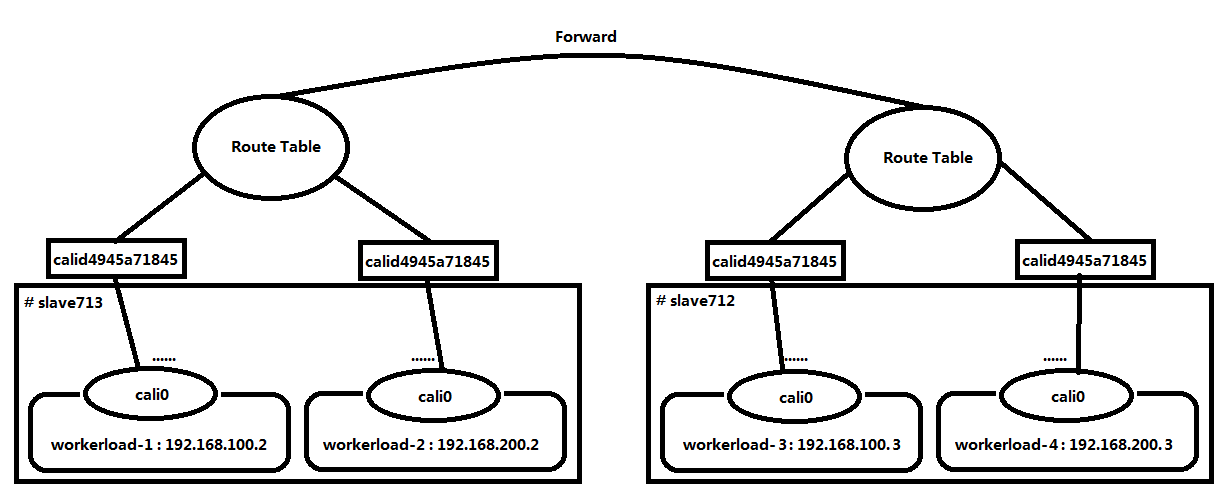 Forward
Route Table
Route Table
calid4945a71845
calid4945a71845
calid4945a71845
calid4945a71845
# slave713
# slave712
......
......
......
......
cali0
cali0
cali0
cali0
workerload-1 : 192.168.100.2
workerload-2 : 192.168.200.2
workerload-3 : 192.168.100.3
workerload-4 : 192.168.200.3